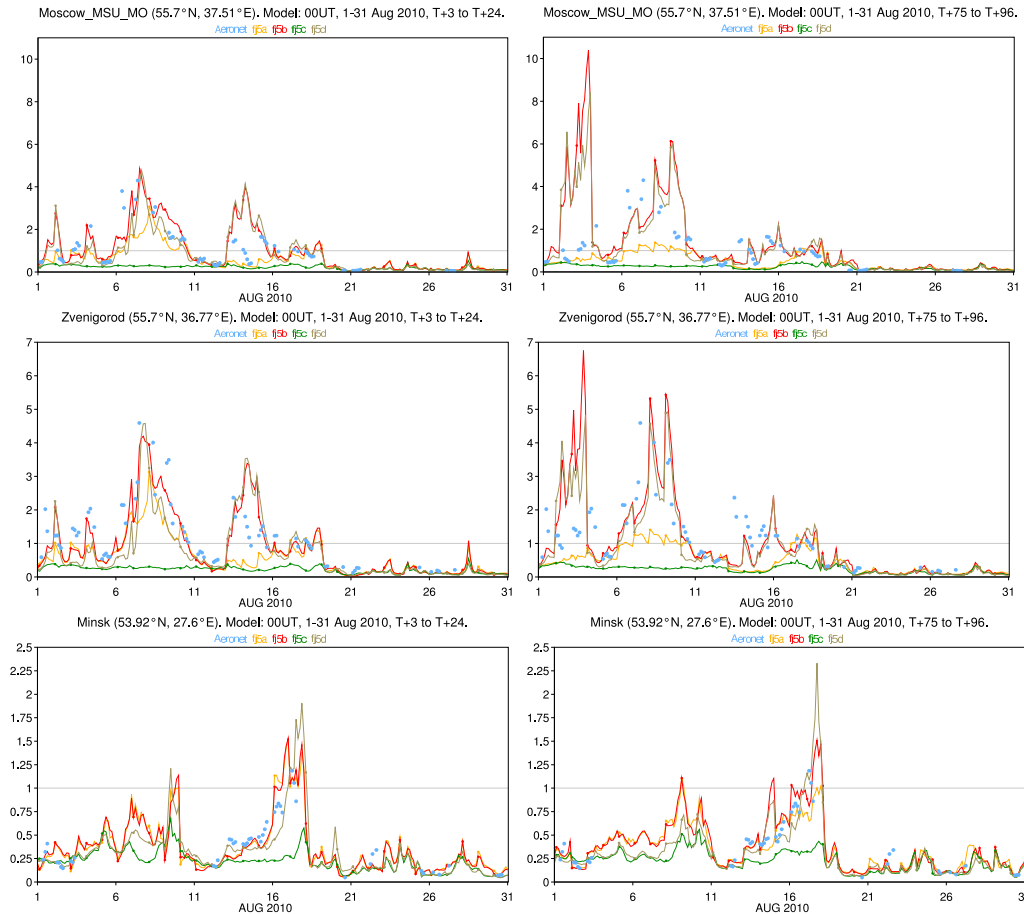 Moscow_MSU_MO (55.7°N, 37.51°E). Model: 00UT, 1-31 Aug 2010, T+3 to T+24.
Aeronet fj5a fj5b fj5c fj5d
10
8
6
4
2
0
1 6 11 16 21 26 31
AUG 2010
Moscow_MSU_MO (55.7°N, 37.51°E). Model: 00UT, 1-31 Aug 2010, T+75 to T+96.
Aeronet fj5a fj5b fj5c fj5d
10
8
6
4
2
0
1 6 11 16 21 26 31
AUG 2010
Zvenigorod (55.7°N, 36.77°E). Model: 00UT, 1-31 Aug 2010, T+3 to T+24.
Aeronet fj5a fj5b fj5c fj5d
7
6
5
4
3
2
1
0
1 6 11 16 21 26 31
AUG 2010
Zvenigorod (55.7°N, 36.77°E). Model: 00UT, 1-31 Aug 2010, T+75 to T+96.
Aeronet fj5a fj5b fj5c fj5d
7
6
5
4
3
2
1
0
1 6 11 16 21 26 31
AUG 2010
Minsk (53.92°N, 27.6°E). Model: 00UT, 1-31 Aug 2010, T+3 to T+24.
Aeronet fj5a fj5b fj5c fj5d
2.5
2.25
2
1.75
1.5
1.25
1
0.75
0.5
0.25
0
1 6 11 16 21 26 31
AUG 2010
Minsk (53.92°N, 27.6°E). Model: 00UT, 1-31 Aug 2010, T+75 to T+96.
Aeronet fj5a fj5b fj5c fj5d
2.5
2.25
2
1.75
1.5
1.25
1
0.75
0.5
0.25
0
1 6 11 16 21 26 31
AUG 2010